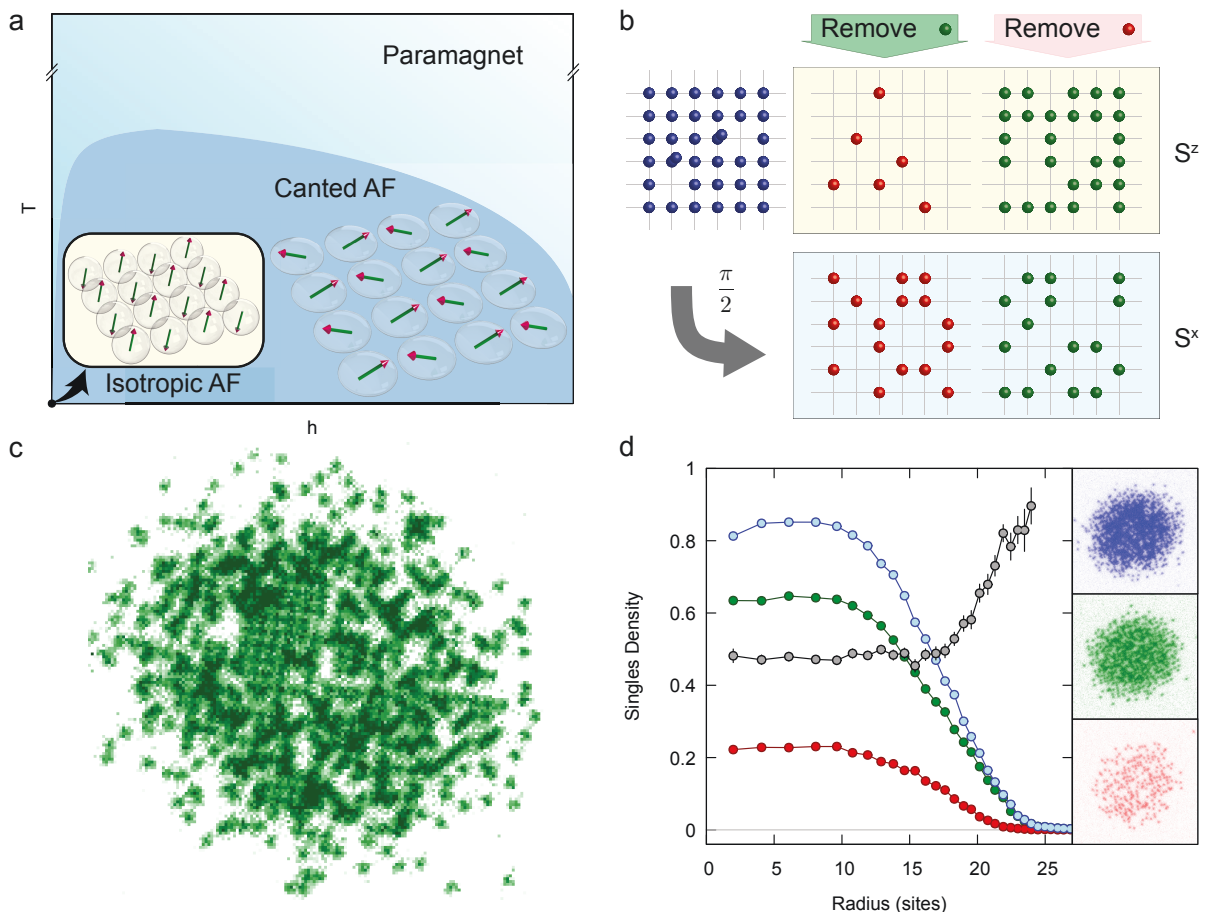 a
Paramagnet
Canted AF
T
Isotropic AF
h
b
Remove
Remove
S^z
π/2
S^x
c
d
1
0.8
0.6
0.4
0.2
0
Singles Density
0 5 10 15 20 25
Radius (sites)